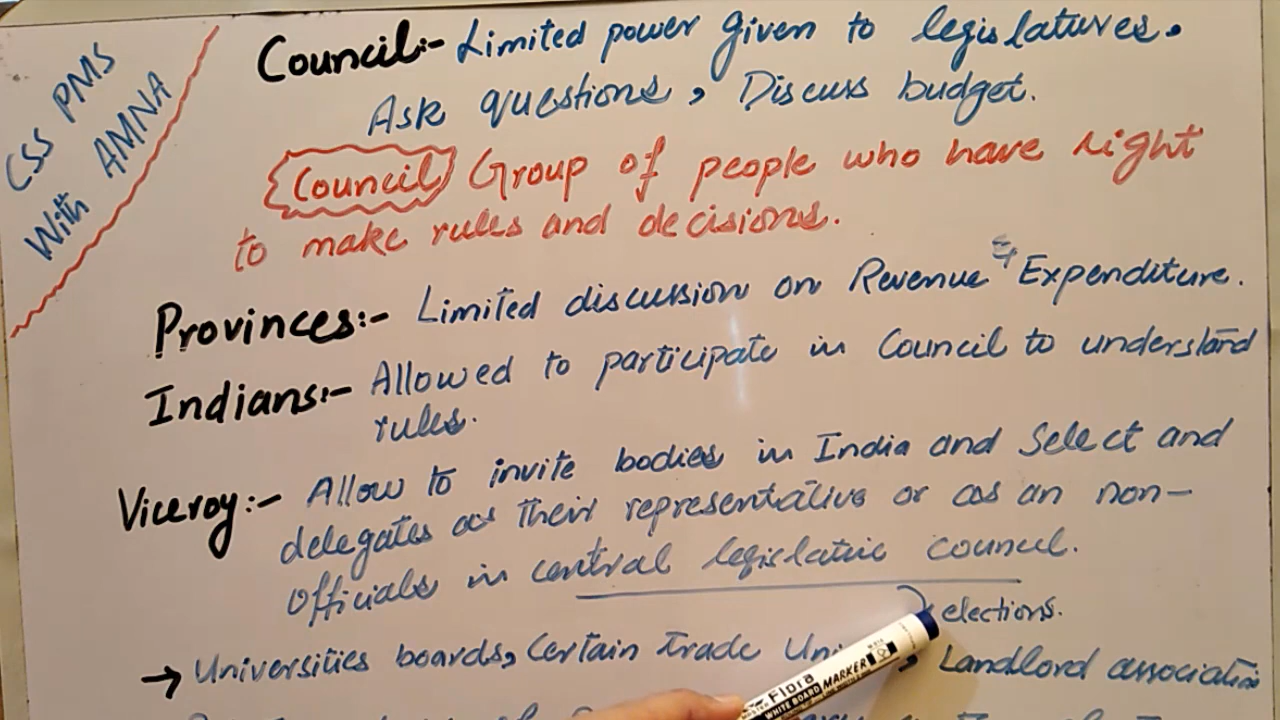 CSS PMS
With AMNA
Council:- Limited power given to legislatures.
Ask questions, Discuss budget.
Council Group of people who have right
to make rules and decisions.
Provinces:- Limited discussion on Revenue & Expenditure.
Indians:- Allowed to participate in Council to understand
rules.
Viceroy:- Allow to invite bodies in India and Select and
delegates as their representative or as an non-
officials in central legislative council.
elections.
→ Universities boards, Certain trade Landlord association
Flora
WHITE BOARD MARKER